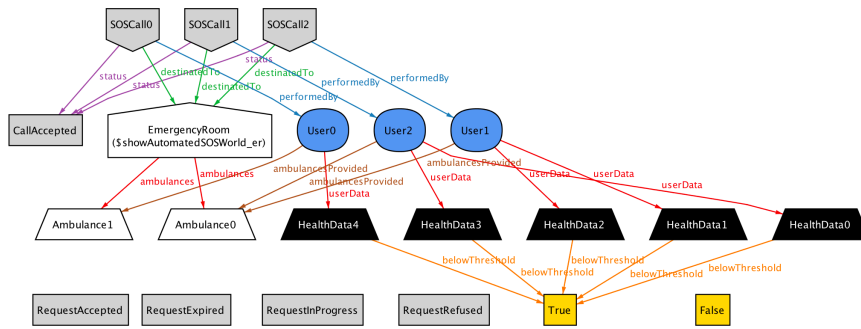 SOSCall0
SOSCall1
SOSCall2
destinatedTo
destinatedTo
status
status
status
destinatedTo
performedBy
performedBy
performedBy
CallAccepted
EmergencyRoom
($showAutomatedSOSWorld_er)
User0
User2
User1
ambulances
ambulances
ambulancesProvided
ambulancesProvided
ambulancesProvided
userData
userData
userData
userData
userData
Ambulance1
Ambulance0
HealthData4
HealthData3
HealthData2
HealthData1
HealthData0
belowThreshold
belowThreshold
belowThreshold
belowThreshold
belowThreshold
RequestAccepted
RequestExpired
RequestInProgress
RequestRefused
True
False